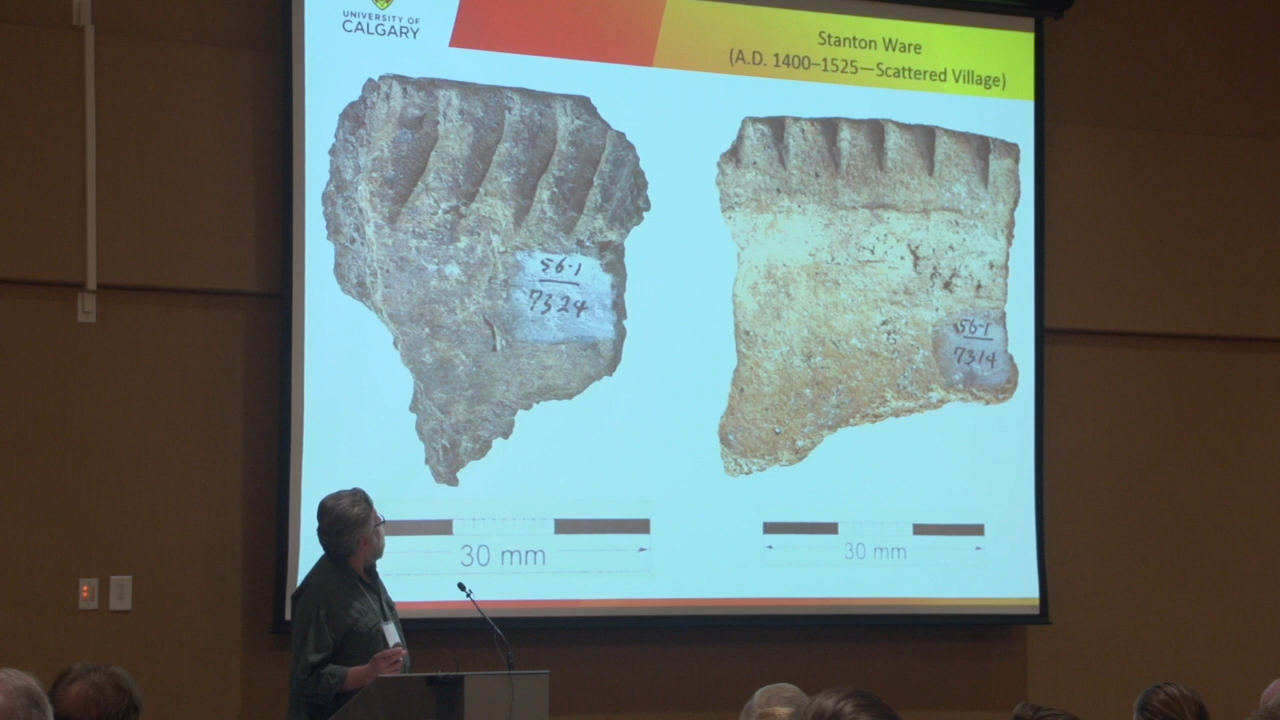 UNIVERSITY OF
CALGARY
Stanton Ware
(A.D. 1400–1525—Scattered Village)
56-1
7324
56-1
7314
30 mm
30 mm